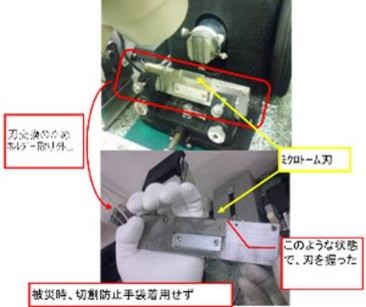 刃交換のため
ホルダー取り外し
ミクロトーム刃
このような状態
で、刃を握った
被災時、切創防止手袋着用せず